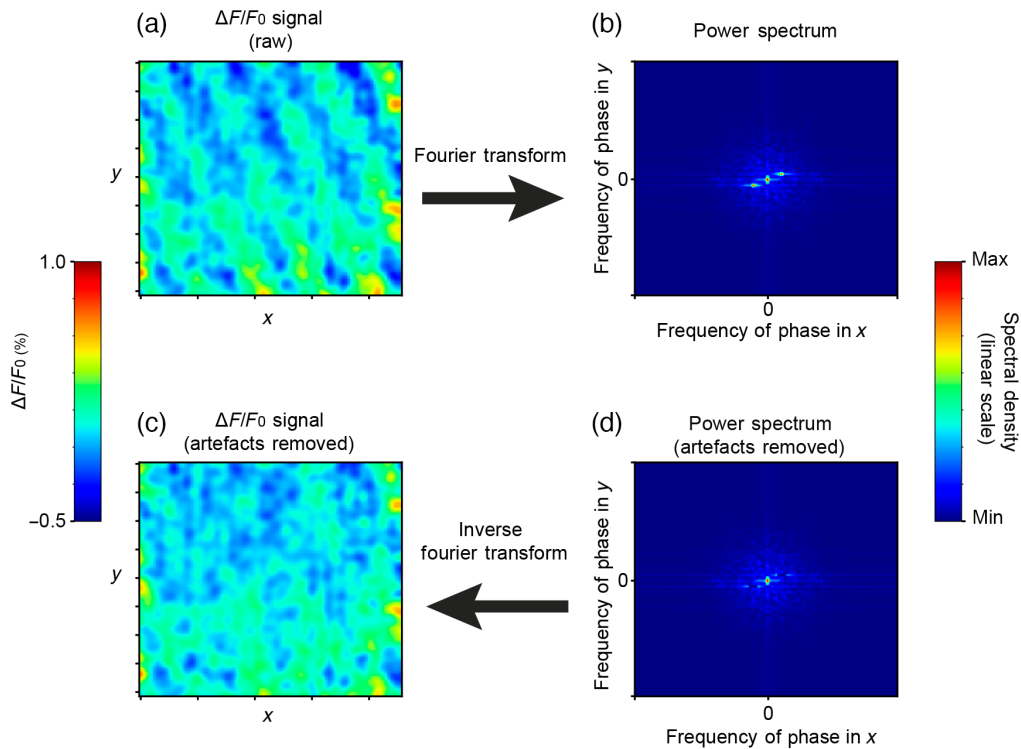 (a)
ΔF/F0 signal
(raw)
y
x
Fourier transform
(b)
Power spectrum
Frequency of phase in y
0
0
Frequency of phase in x
1.0
ΔF/F0 (%)
−0.5
Max
Spectral density
(linear scale)
Min
(c)
ΔF/F0 signal
(artefacts removed)
y
x
Inverse
fourier transform
(d)
Power spectrum
(artefacts removed)
Frequency of phase in y
0
0
Frequency of phase in x